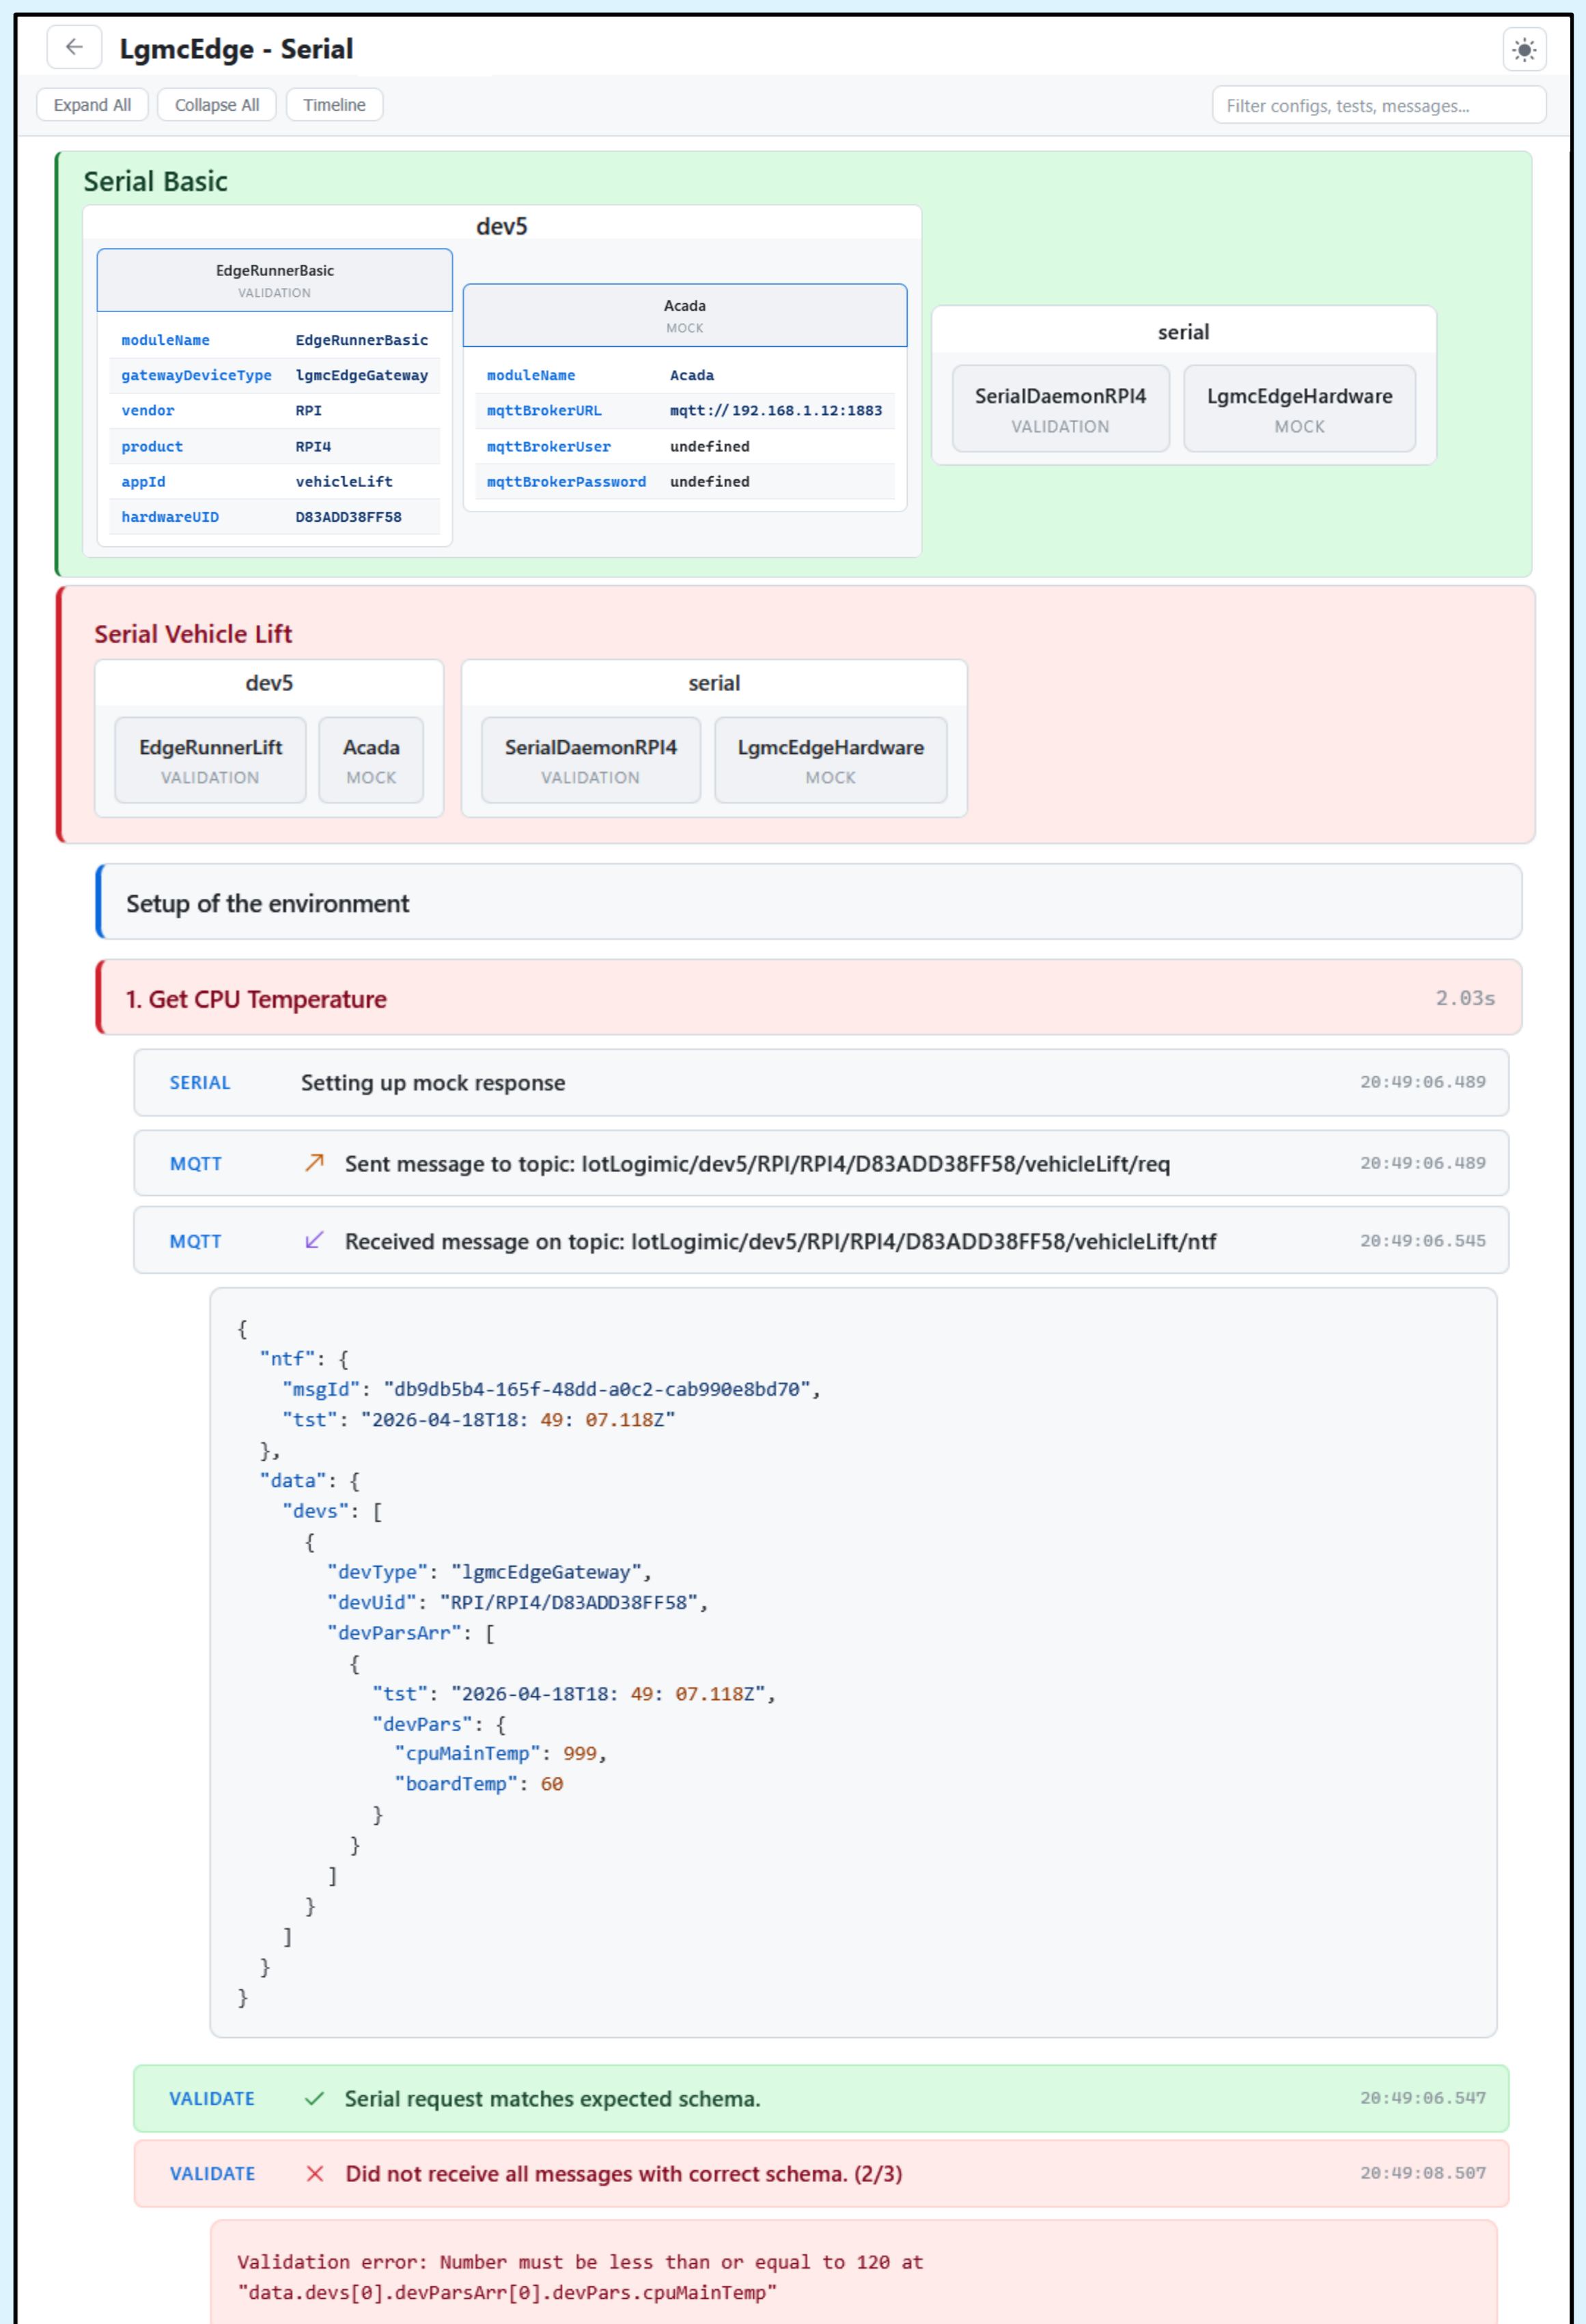 LgmcEdge - Serial
Expand All
Collapse All
Timeline
Filter configs, tests, messages...
Serial Basic
dev5
EdgeRunnerBasic
VALIDATION
moduleName EdgeRunnerBasic
gatewayDeviceType lgmcEdgeGateway
vendor RPI
product RPI4
appId vehicleLift
hardwareUID D83ADD38FF58
Acada
MOCK
moduleName Acada
mqttBrokerURL mqtt://192.168.1.12:1883
mqttBrokerUser undefined
mqttBrokerPassword undefined
serial
SerialDaemonRPI4
VALIDATION
LgmcEdgeHardware
MOCK
Serial Vehicle Lift
dev5
EdgeRunnerLift
VALIDATION
Acada
MOCK
serial
SerialDaemonRPI4
VALIDATION
LgmcEdgeHardware
MOCK
Setup of the environment
1. Get CPU Temperature 2.03s
SERIAL Setting up mock response 20:49:06.489
MQTT Sent message to topic: IotLogimic/dev5/RPI/RPI4/D83ADD38FF58/vehicleLift/req 20:49:06.489
MQTT Received message on topic: IotLogimic/dev5/RPI/RPI4/D83ADD38FF58/vehicleLift/ntf 20:49:06.545
{
"ntf": {
"msgId": "db9db5b4-165f-48dd-a0c2-cab990e8bd70",
"tst": "2026-04-18T18: 49: 07.118Z"
},
"data": {
"devs": [
{
"devType": "lgmcEdgeGateway",
"devUid": "RPI/RPI4/D83ADD38FF58",
"devParsArr": [
{
"tst": "2026-04-18T18: 49: 07.118Z",
"devPars": {
"cpuMainTemp": 999,
"boardTemp": 60
}
}
]
}
]
}
}
VALIDATE ✓ Serial request matches expected schema. 20:49:06.547
VALIDATE ✕ Did not receive all messages with correct schema. (2/3) 20:49:08.507
Validation error: Number must be less than or equal to 120 at
"data.devs[0].devParsArr[0].devPars.cpuMainTemp"